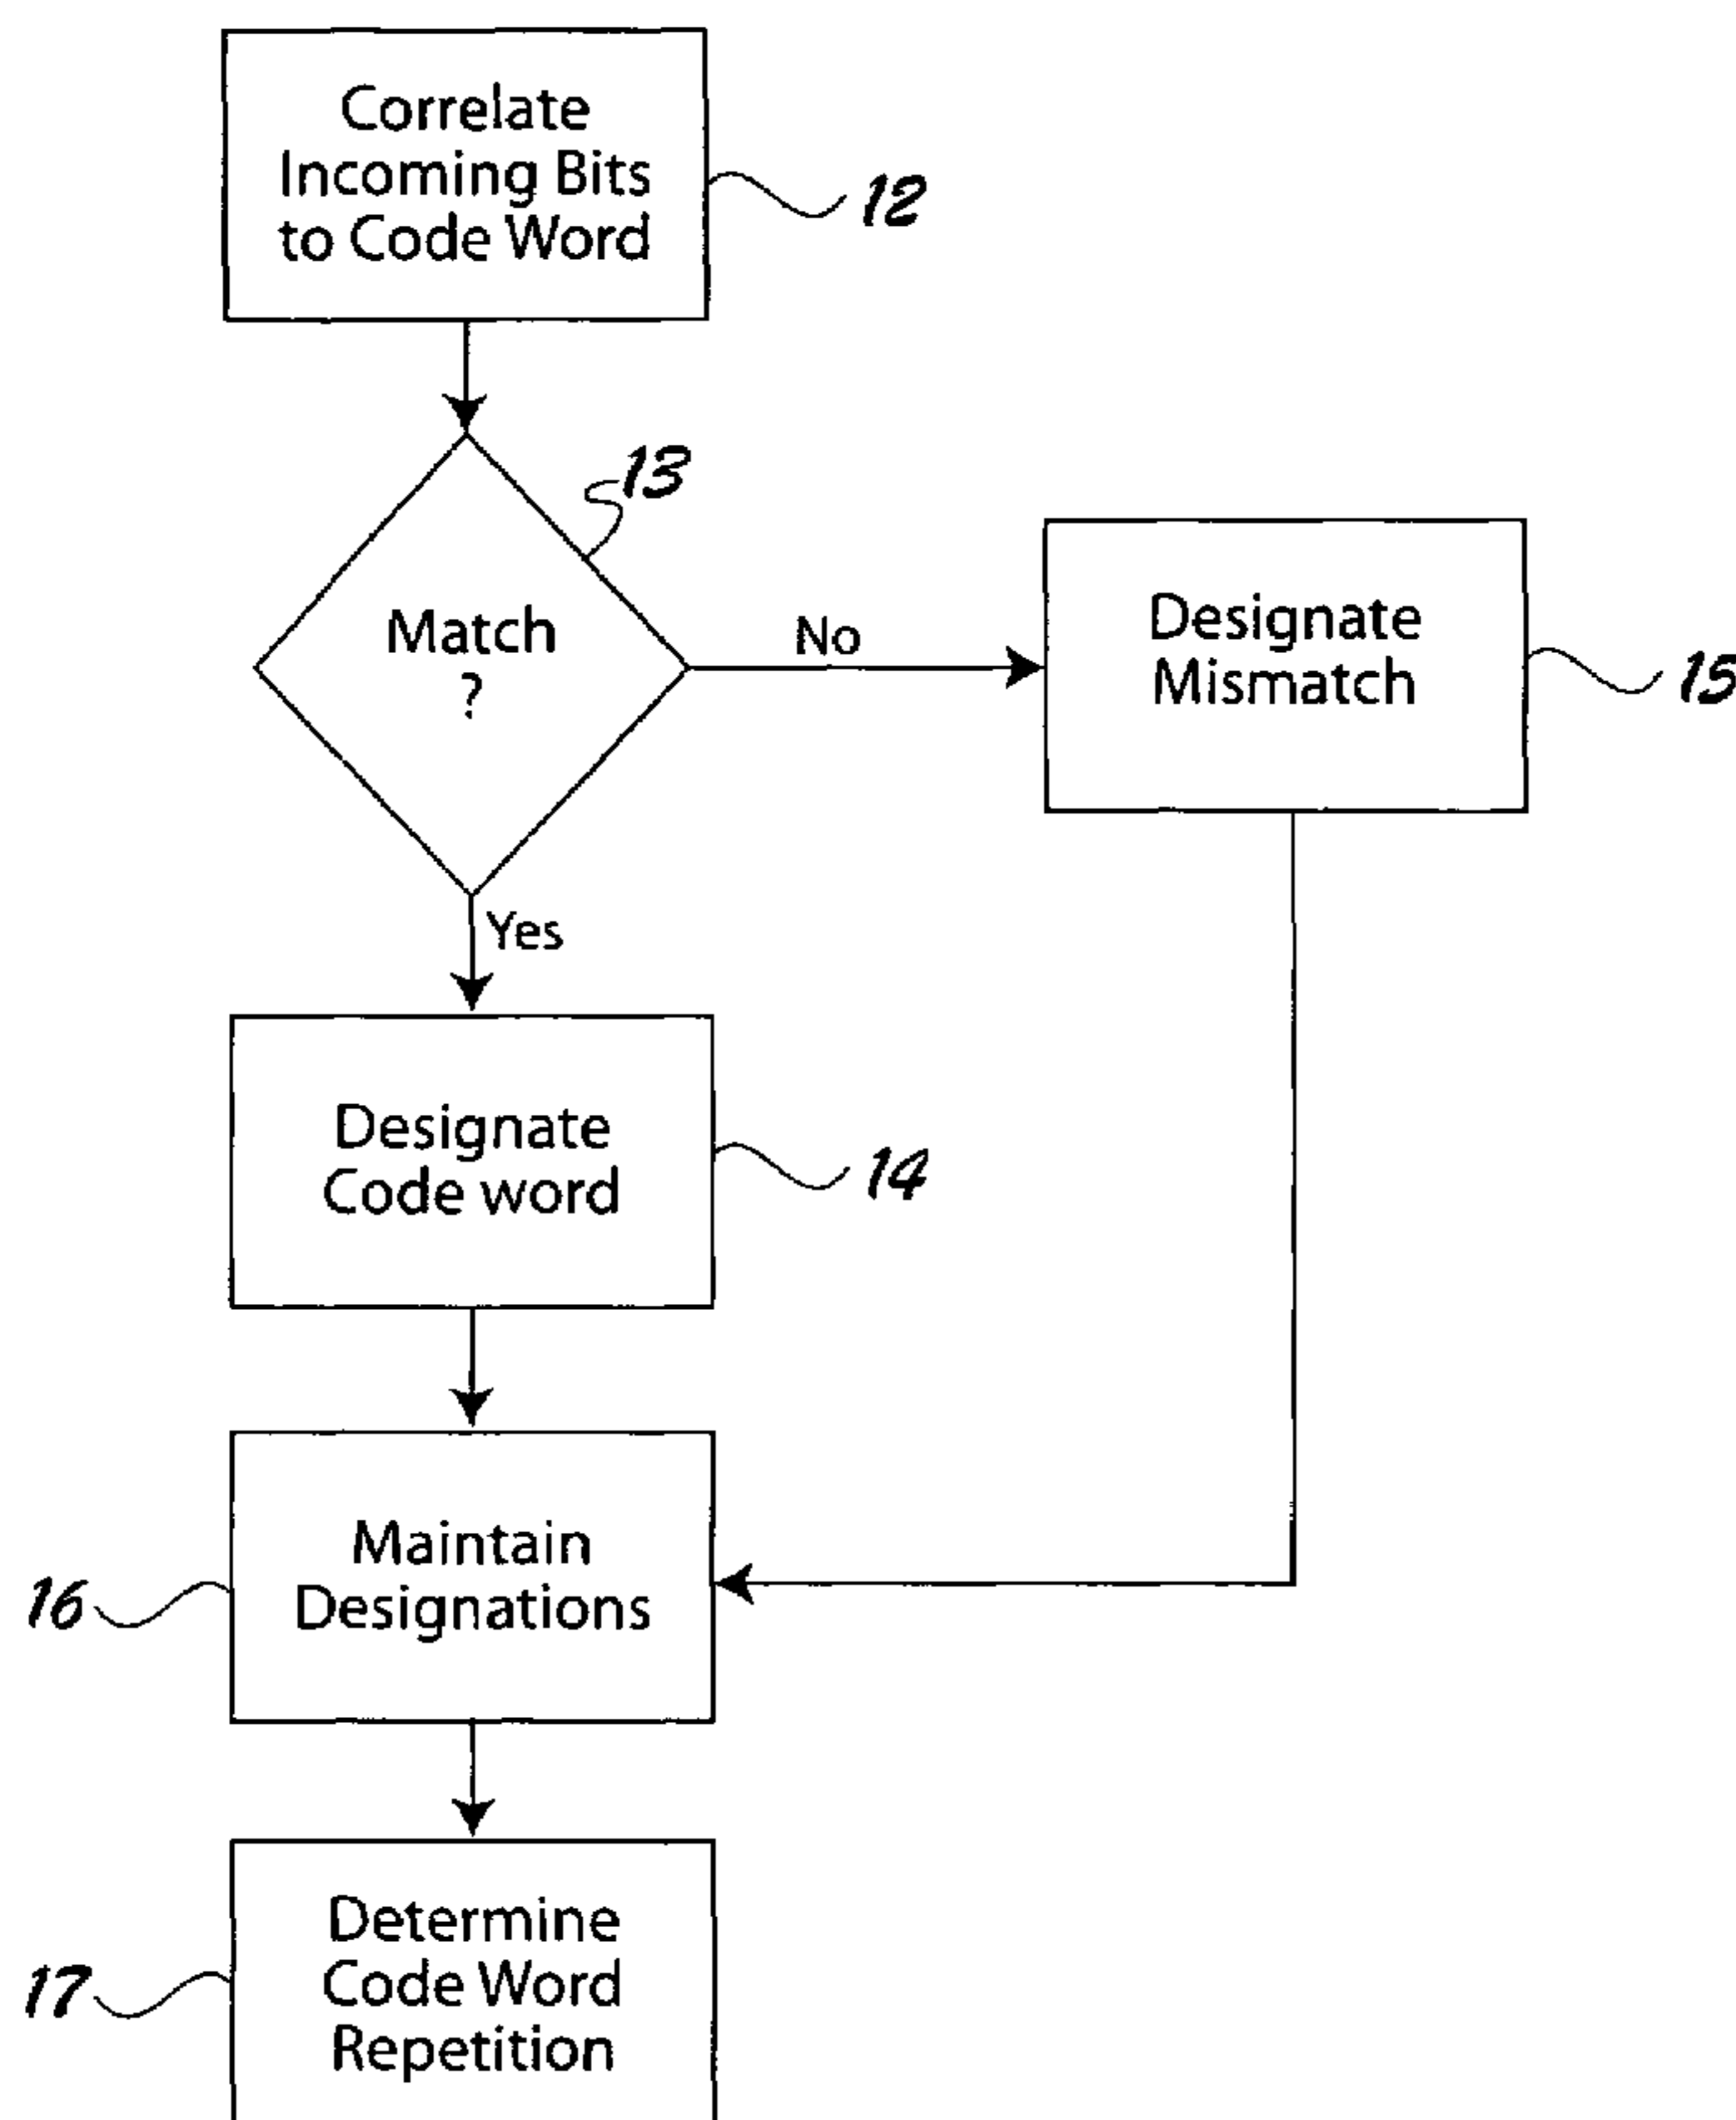 Correlate
Incoming Bits
to Code Word
12
13
Match
?
No
Designate
Mismatch
15
Yes
Designate
Code word
14
Maintain
Designations
16
Determine
Code Word
Repetition
17